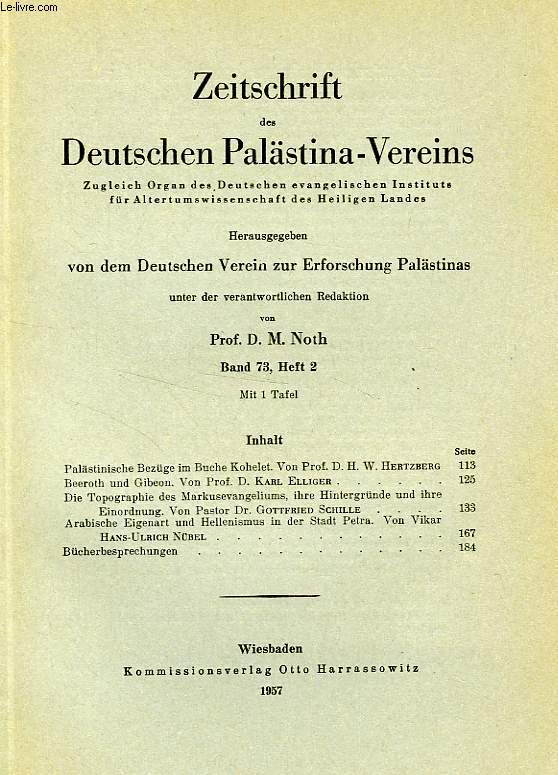 Le-livre.com
Zeitschrift
des
Deutschen Palästina-Vereins
Zugleich Organ des Deutschen evangelischen Instituts
für Altertumswissenschaft des Heiligen Landes
Herausgegeben
von dem Deutschen Verein zur Erforschung Palästinas
unter der verantwortlichen Redaktion
von
Prof. D. M. Noth
Band 73, Heft 2
Mit 1 Tafel
Inhalt
Seite
Palästinische Bezüge im Buche Kohelet. Von Prof. D. H. W. HERTZBERG 113
Beeroth und Gibeon. Von Prof. D. KARL ELLIGER . . . . . . 125
Die Topographie des Markusevangeliums, ihre Hintergründe und ihre
Einordnung. Von Pastor Dr. GOTTFRIED SCHILLE . . . . 133
Arabische Eigenart und Hellenismus in der Stadt Petra. Von Vikar
HANS-ULRICH NÜBEL . . . . . . . . . . . . 167
Bücherbesprechungen . . . . . . . . . . . . . 184
Wiesbaden
Kommissionsverlag Otto Harrassowitz
1957